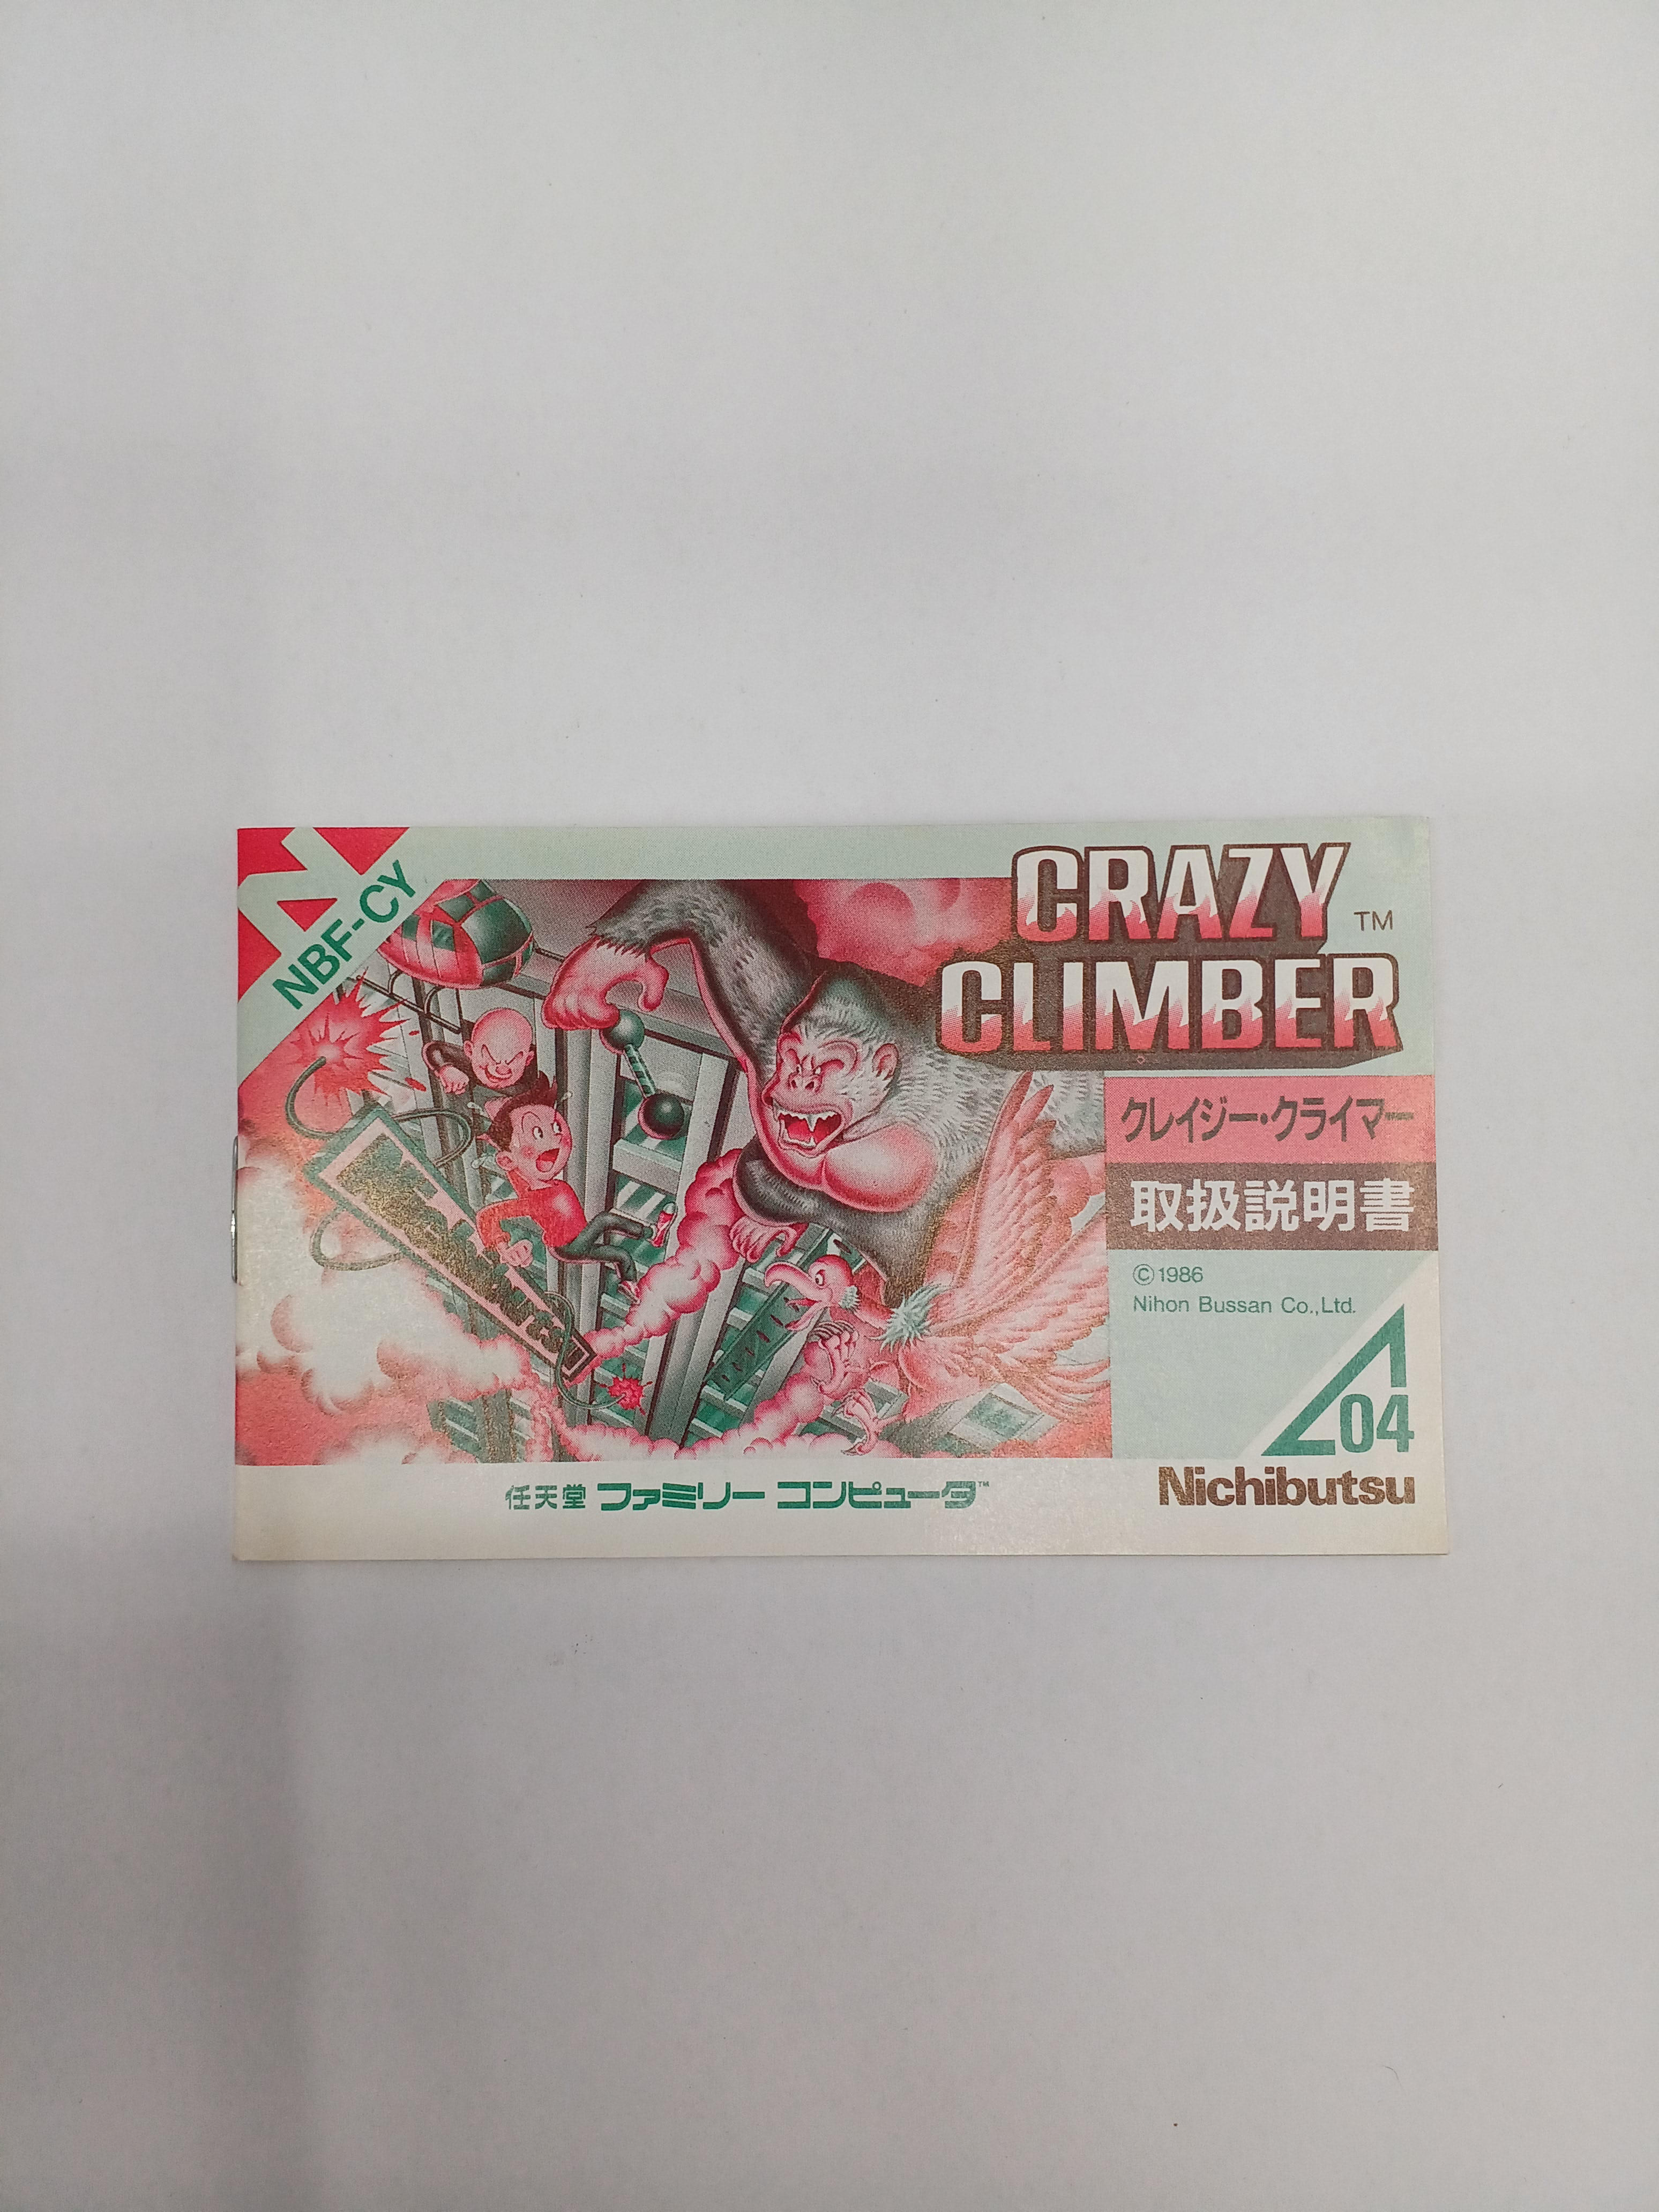 NBF-CY
CRAZY
CLIMBER
TM
クレイジー・クライマー
取扱説明書
©1986
Nihon Bussan Co.,Ltd.
04
Nichibutsu
任天堂 ファミリー コンピュータ™